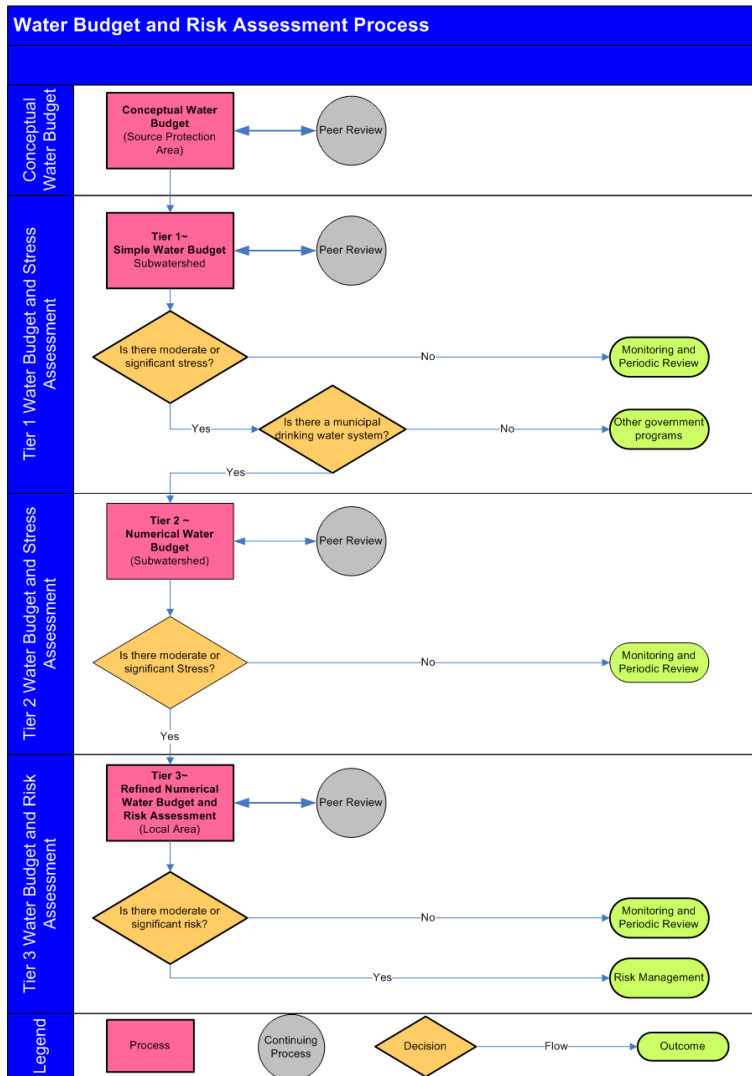 Water Budget and Risk Assessment Process
Conceptual
Water Budget
Conceptual Water
Budget
(Source Protection
Area)
Peer Review
Tier 1 Water Budget and Stress
Assessment
Tier 1~
Simple Water Budget
Subwatershed
Peer Review
Is there moderate or
significant stress?
No
Monitoring and
Periodic Review
Yes
Is there a municipal
drinking water system?
No
Other government
programs
Yes
Tier 2 Water Budget and Stress
Assessment
Tier 2 ~
Numerical Water
Budget
(Subwatershed)
Peer Review
Is there moderate or
significant Stress?
No
Monitoring and
Periodic Review
Yes
Tier 3 Water Budget and Risk
Assessment
Tier 3~
Refined Numerical
Water Budget and
Risk Assessment
(Local Area)
Peer Review
Is there moderate or
significant risk?
No
Monitoring and
Periodic Review
Yes
Risk Management
Legend
Process
Continuing
Process
Decision
Flow
Outcome